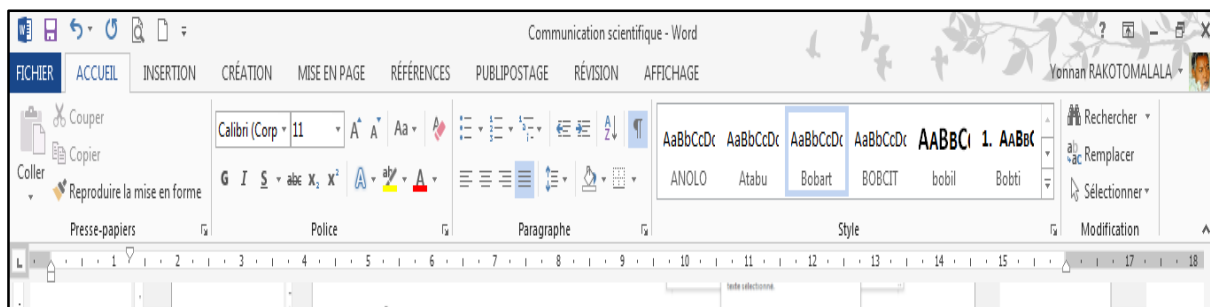 Communication scientifique - Word
FICHIER ACCUEIL INSERTION CRÉATION MISE EN PAGE RÉFÉRENCES PUBLIPOSTAGE RÉVISION AFFICHAGE Yonnan RAKOTOMALALA
Coller
Couper
Copier
Reproduire la mise en forme
Presse-papiers
Calibri (Corp 11 A A Aa
G I S abc X₂ X² A ab A
Police
Paragraphe
AaBbCcDc AaBbCcDc AaBbCcDc AaBbCcDc AABBC 1. AABB
ANOLO Atabu Bobart BOBCIT bobil Bobti
Style
Rechercher
Remplacer
Sélectionner
Modification
L 1 2 3 4 5 6 7 8 9 10 11 12 13 14 15 17 18
texte sélectionné.